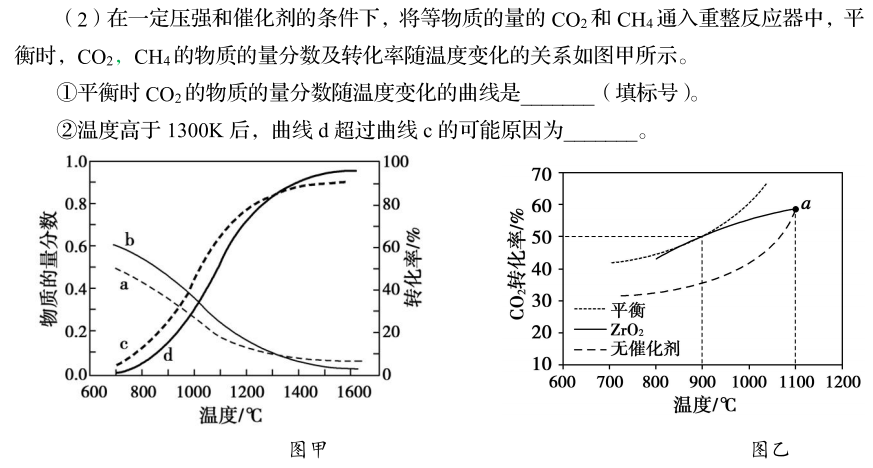 （2）在一定压强和催化剂的条件下，将等物质的量的 CO₂和 CH₄通入重整反应器中，平
衡时，CO₂，CH₄的物质的量分数及转化率随温度变化的关系如图甲所示。
①平衡时 CO₂的物质的量分数随温度变化的曲线是_______（填标号）。
②温度高于 1300K 后，曲线 d 超过曲线 c 的可能原因为_______。
物质的量分数
1.0
0.8
0.6
0.4
0.2
0.0
b
a
c
d
100
80
60
40
20
0
转化率/%
600 800 1000 1200 1400 1600
温度/℃
图甲
CO₂转化率/%
70
60
50
40
30
20
10
a
平衡
ZrO₂
无催化剂
600 700 800 900 1000 1100 1200
温度/℃
图乙